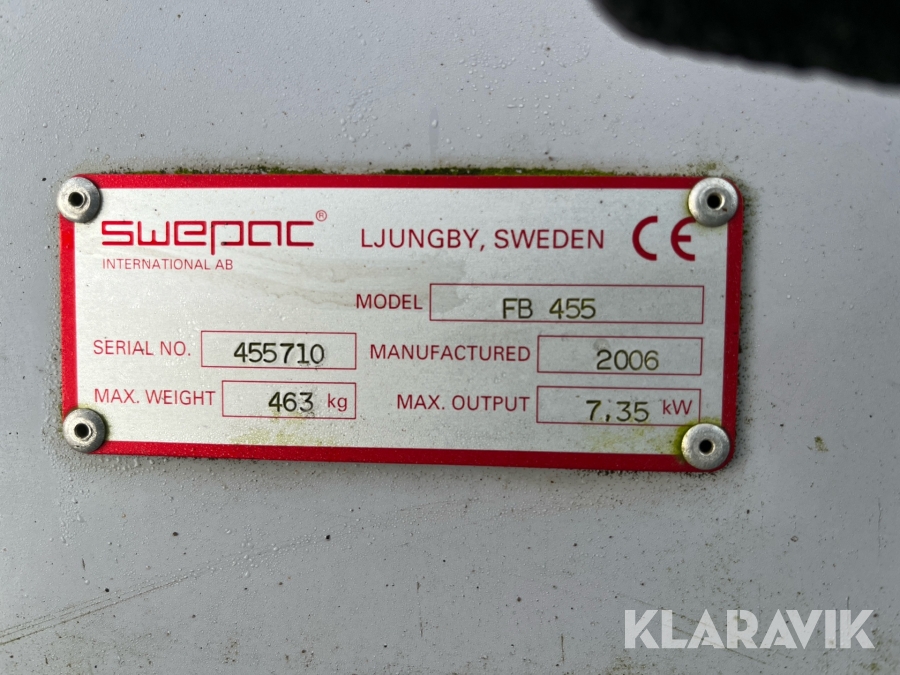 swepac® LJUNGBY, SWEDEN CE
INTERNATIONAL AB
MODEL FB 455
SERIAL NO. 455710 MANUFACTURED 2006
MAX. WEIGHT 463 kg MAX. OUTPUT 7,35 kW
KLARAVIK